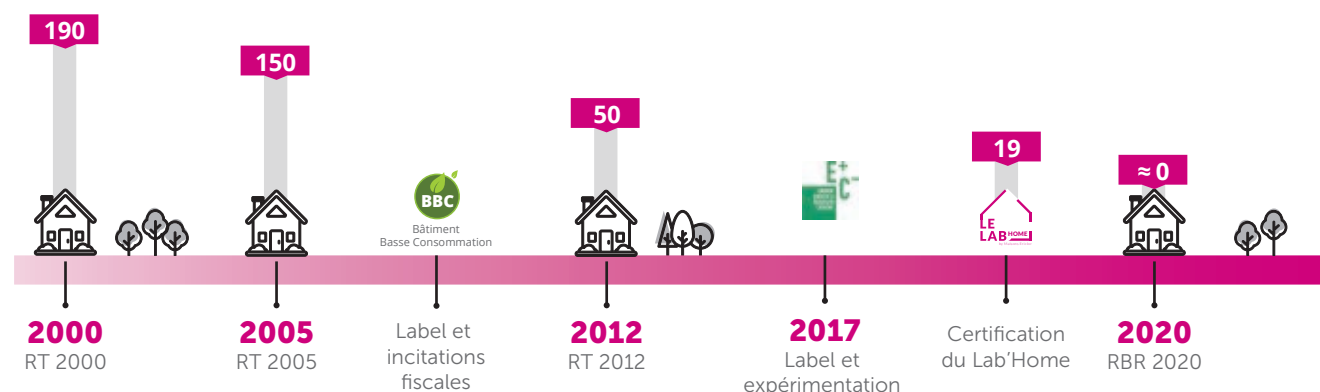 190
150
50
19
≈ 0
BBC
Bâtiment
Basse Consommation
E+
C-
LE
LAB HOME
2000
RT 2000
2005
RT 2005
Label et
incitations
fiscales
2012
RT 2012
2017
Label et
expérimentation
Certification
du Lab'Home
2020
RBR 2020